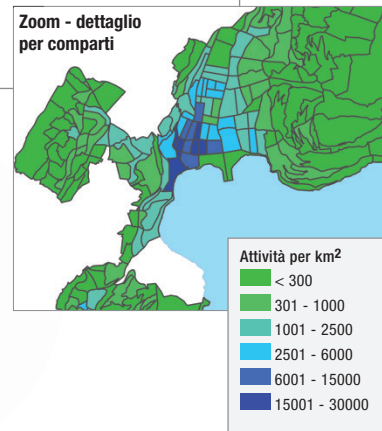 Zoom - dettaglio
per comparti
Attività per km²
< 300
301 - 1000
1001 - 2500
2501 - 6000
6001 - 15000
15001 - 30000